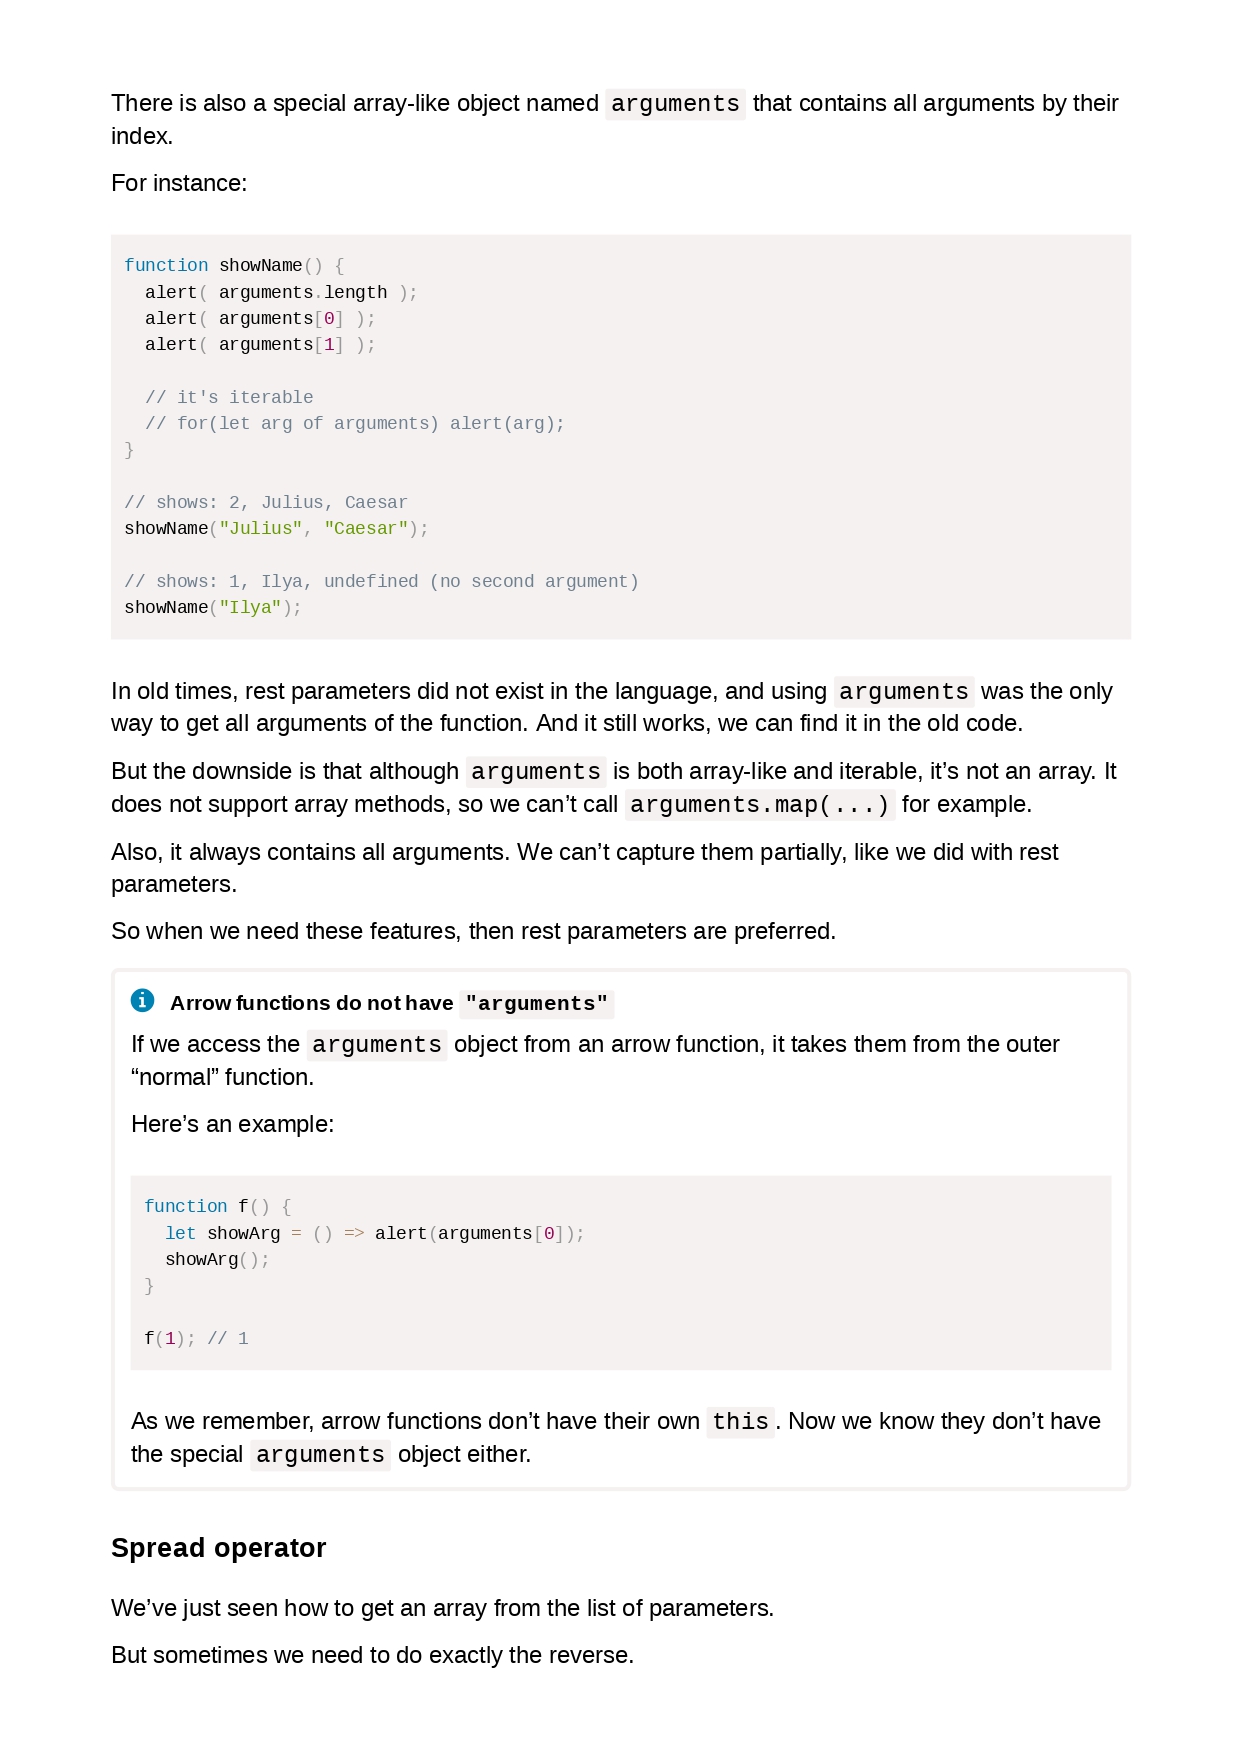 There is also a special array-like object named arguments that contains all arguments by their
index.
For instance:
function showName() {
  alert( arguments.length );
  alert( arguments[0] );
  alert( arguments[1] );

  // it's iterable
  // for(let arg of arguments) alert(arg);
}

// shows: 2, Julius, Caesar
showName("Julius", "Caesar");

// shows: 1, Ilya, undefined (no second argument)
showName("Ilya");
In old times, rest parameters did not exist in the language, and using arguments was the only
way to get all arguments of the function. And it still works, we can find it in the old code.
But the downside is that although arguments is both array-like and iterable, it’s not an array. It
does not support array methods, so we can’t call arguments.map(...) for example.
Also, it always contains all arguments. We can’t capture them partially, like we did with rest
parameters.
So when we need these features, then rest parameters are preferred.
Arrow functions do not have "arguments"
If we access the arguments object from an arrow function, it takes them from the outer
“normal” function.
Here’s an example:
function f() {
  let showArg = () => alert(arguments[0]);
  showArg();
}

f(1); // 1
As we remember, arrow functions don’t have their own this. Now we know they don’t have
the special arguments object either.
Spread operator
We’ve just seen how to get an array from the list of parameters.
But sometimes we need to do exactly the reverse.